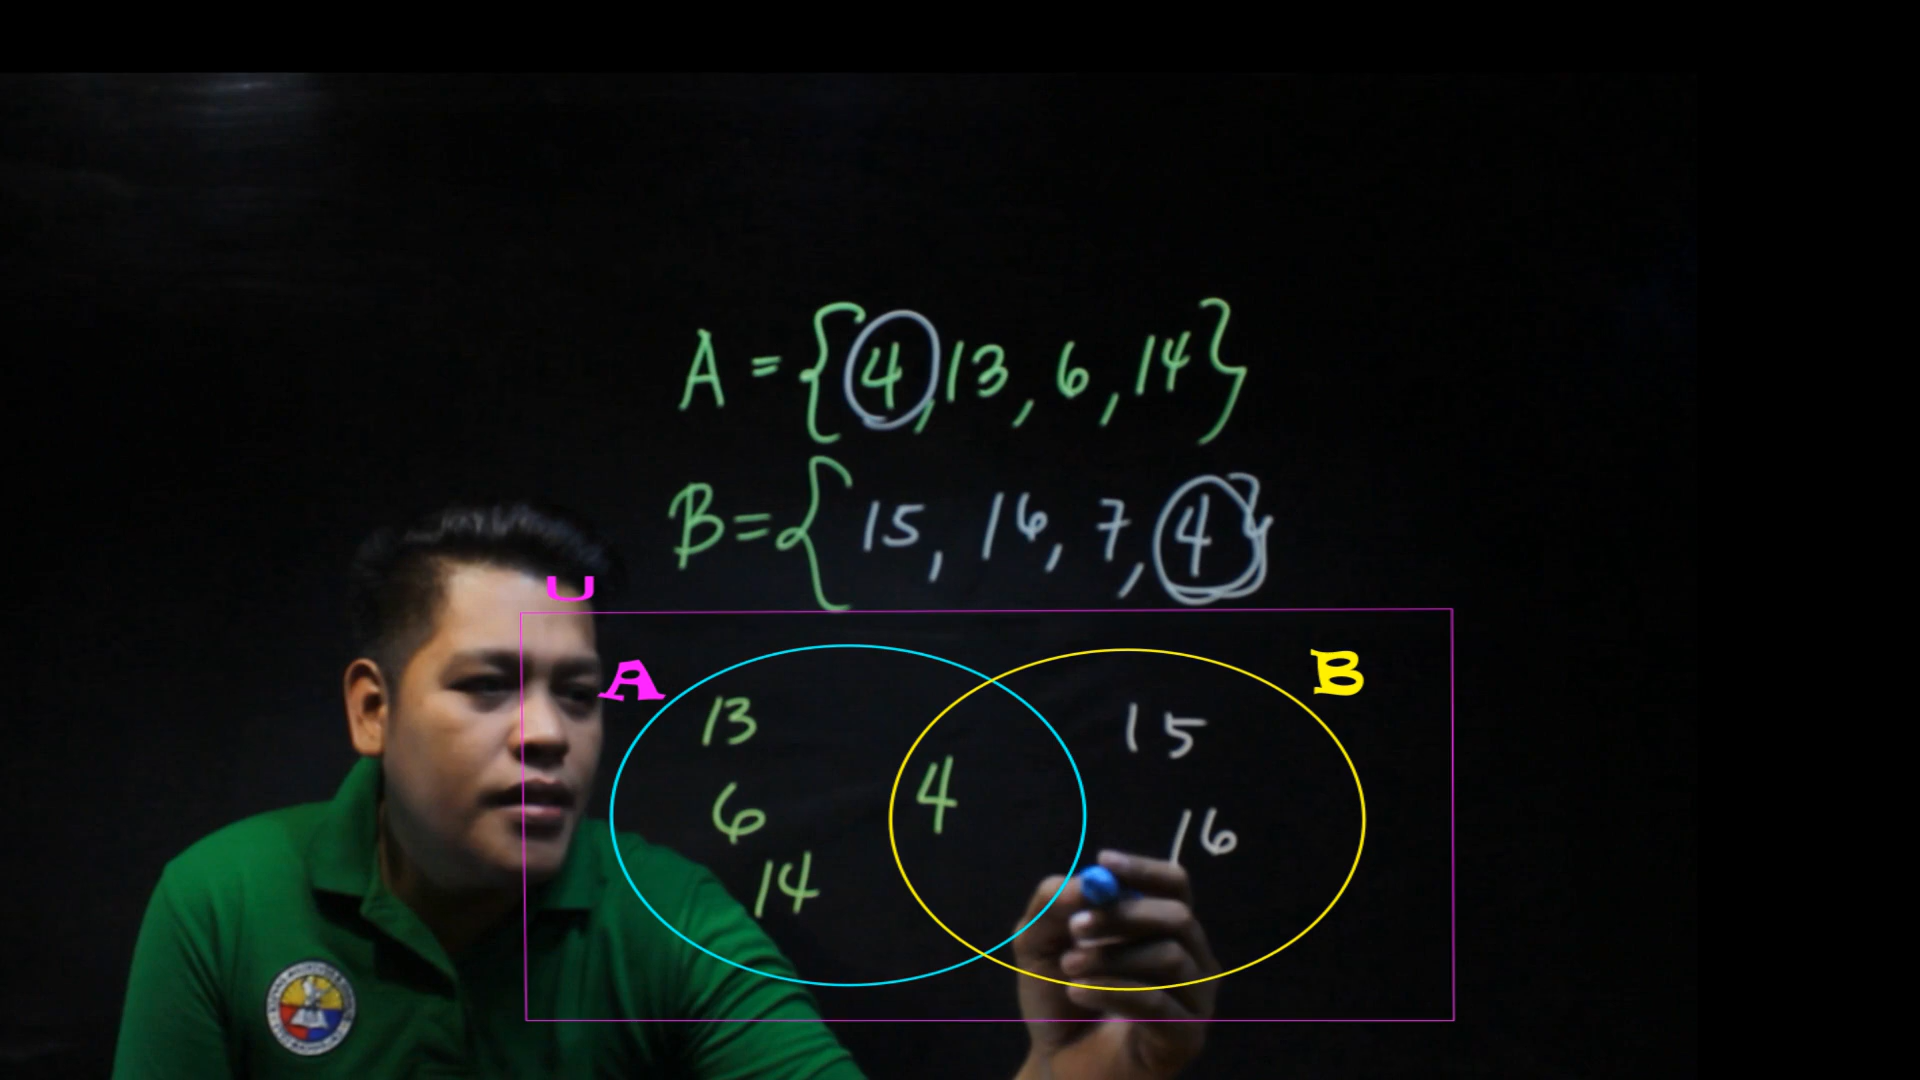 A = {4, 13, 6, 14}
B = { 15, 16, 7, 4}
U
A
B
13
15
6
4
16
14